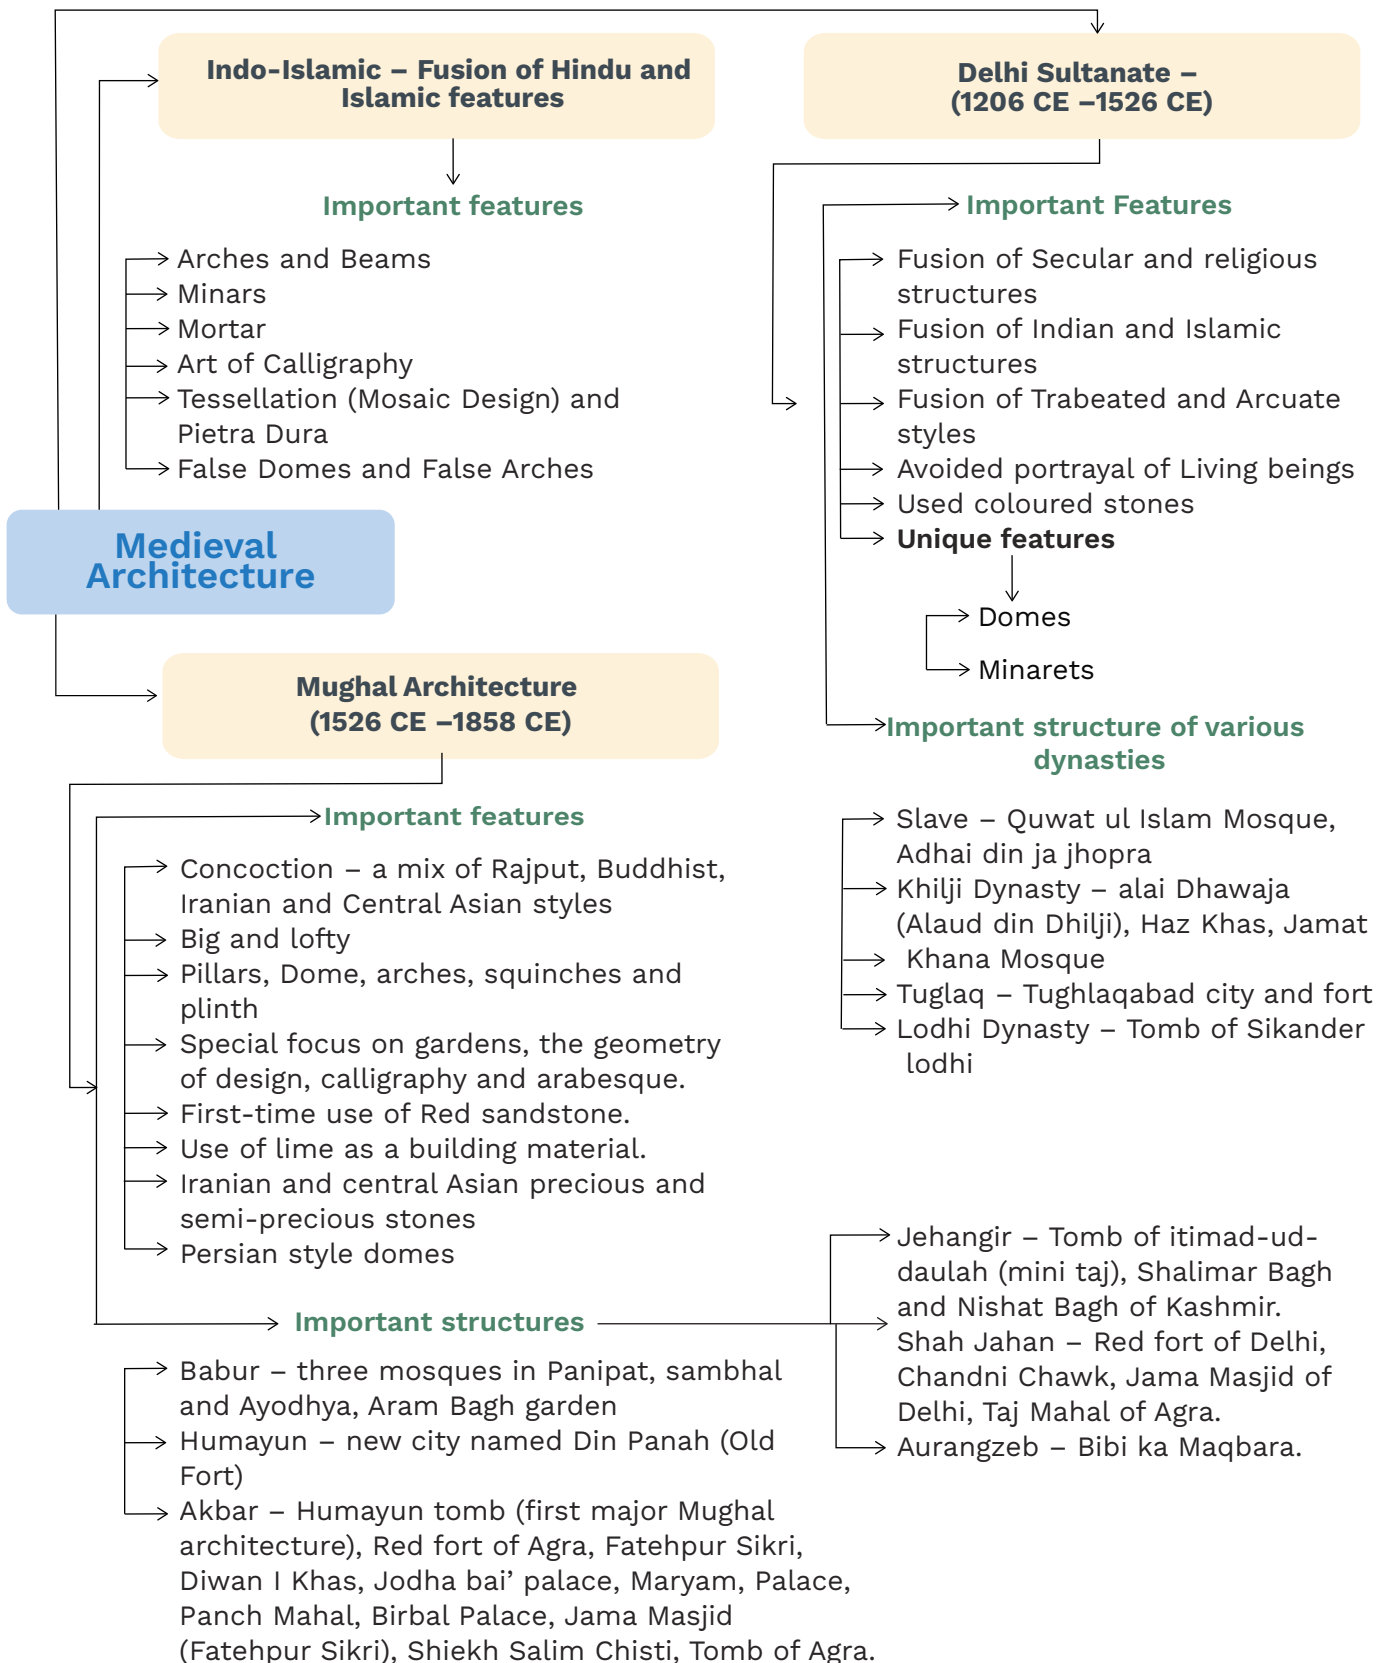 Indo-Islamic – Fusion of Hindu and
Islamic features
Important features
Arches and Beams
Minars
Mortar
Art of Calligraphy
Tessellation (Mosaic Design) and
Pietra Dura
False Domes and False Arches
Delhi Sultanate –
(1206 CE –1526 CE)
Important Features
Fusion of Secular and religious
structures
Fusion of Indian and Islamic
structures
Fusion of Trabeated and Arcuate
styles
Avoided portrayal of Living beings
Used coloured stones
Unique features
Domes
Minarets
Important structure of various
dynasties
Slave – Quwat ul Islam Mosque,
Adhai din ja jhopra
Khilji Dynasty – alai Dhawaja
(Alaud din Dhilji), Haz Khas, Jamat
Khana Mosque
Tuglaq – Tughlaqabad city and fort
Lodhi Dynasty – Tomb of Sikander
lodhi
Medieval
Architecture
Mughal Architecture
(1526 CE –1858 CE)
Important features
Concoction – a mix of Rajput, Buddhist,
Iranian and Central Asian styles
Big and lofty
Pillars, Dome, arches, squinches and
plinth
Special focus on gardens, the geometry
of design, calligraphy and arabesque.
First-time use of Red sandstone.
Use of lime as a building material.
Iranian and central Asian precious and
semi-precious stones
Persian style domes
Important structures
Babur – three mosques in Panipat, sambhal
and Ayodhya, Aram Bagh garden
Humayun – new city named Din Panah (Old
Fort)
Akbar – Humayun tomb (first major Mughal
architecture), Red fort of Agra, Fatehpur Sikri,
Diwan I Khas, Jodha bai’ palace, Maryam, Palace,
Panch Mahal, Birbal Palace, Jama Masjid
(Fatehpur Sikri), Shiekh Salim Chisti, Tomb of Agra.
Jehangir – Tomb of itimad-ud-
daulah (mini taj), Shalimar Bagh
and Nishat Bagh of Kashmir.
Shah Jahan – Red fort of Delhi,
Chandni Chawk, Jama Masjid of
Delhi, Taj Mahal of Agra.
Aurangzeb – Bibi ka Maqbara.